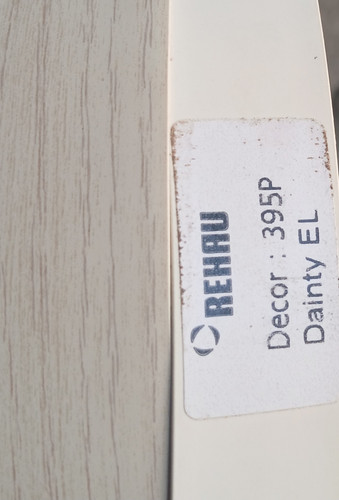 REHAU
Decor : 395P
Dainty EL